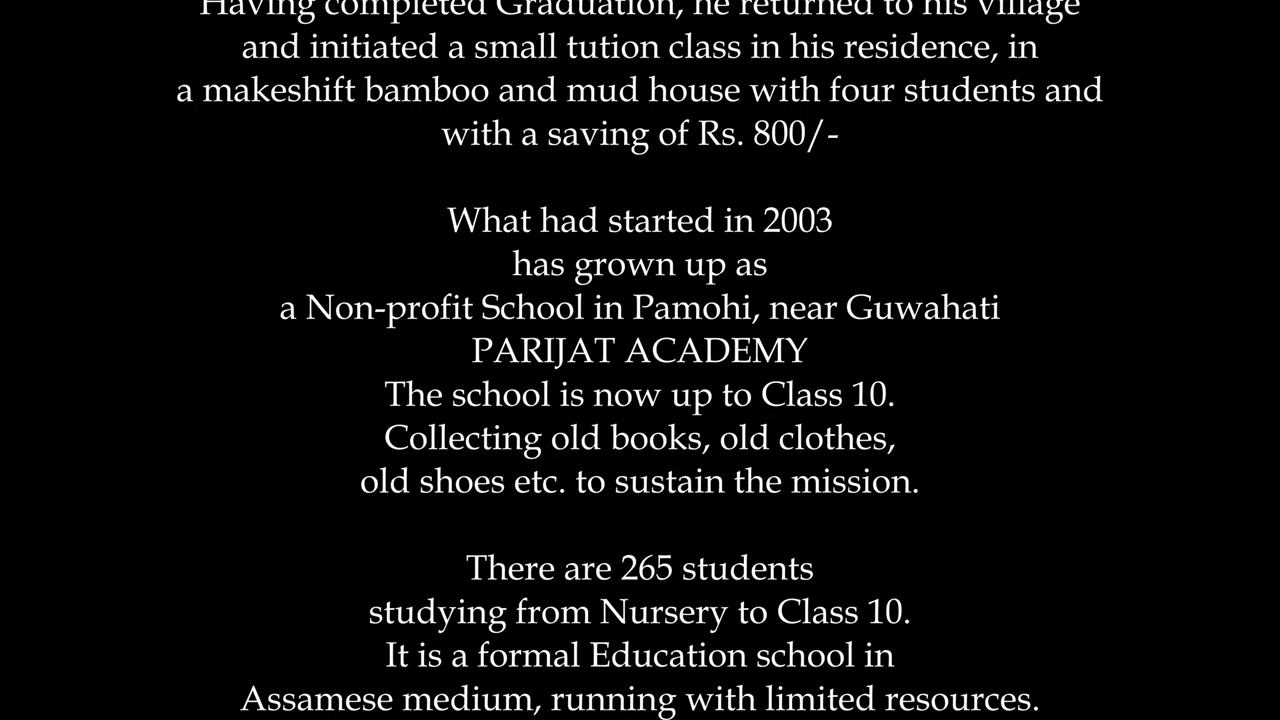 Having completed Graduation, he returned to his village
and initiated a small tution class in his residence, in
a makeshift bamboo and mud house with four students and
with a saving of Rs. 800/-
What had started in 2003
has grown up as
a Non-profit School in Pamohi, near Guwahati
PARIJAT ACADEMY
The school is now up to Class 10.
Collecting old books, old clothes,
old shoes etc. to sustain the mission.
There are 265 students
studying from Nursery to Class 10.
It is a formal Education school in
Assamese medium, running with limited resources.